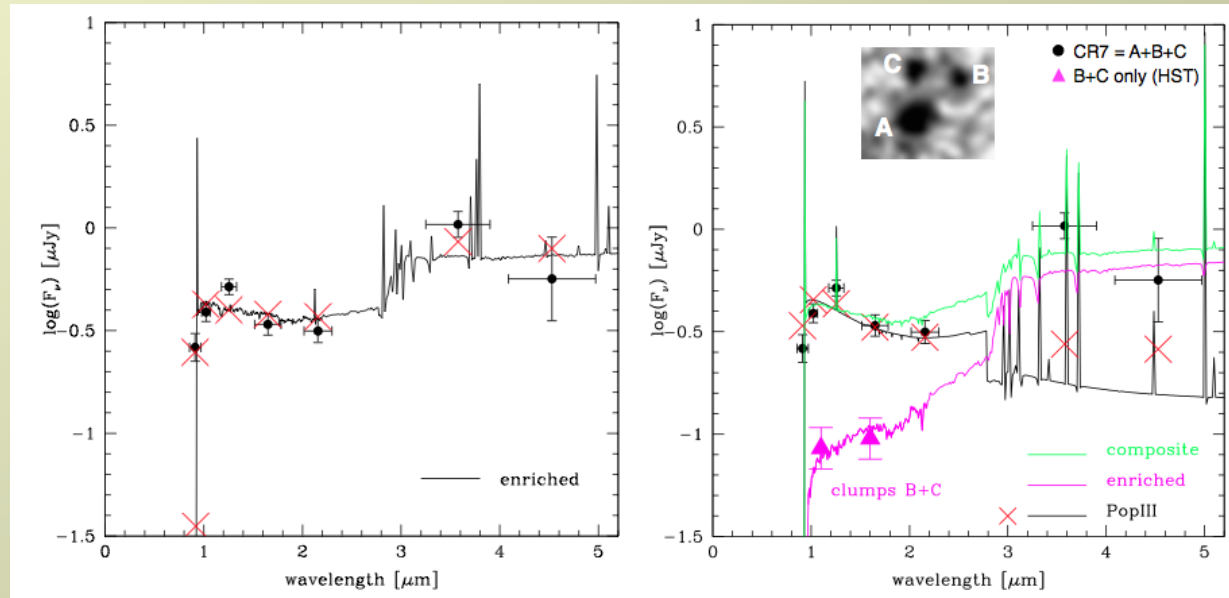 1
0.5
0
−0.5
−1
−1.5
log(Fν) [μJy]
enriched
0 1 2 3 4 5
wavelength [μm]
1
0.5
0
−0.5
−1
−1.5
log(Fν) [μJy]
C
B
A
CR7 = A+B+C
B+C only (HST)
clumps B+C
composite
enriched
PopIII
0 1 2 3 4 5
wavelength [μm]